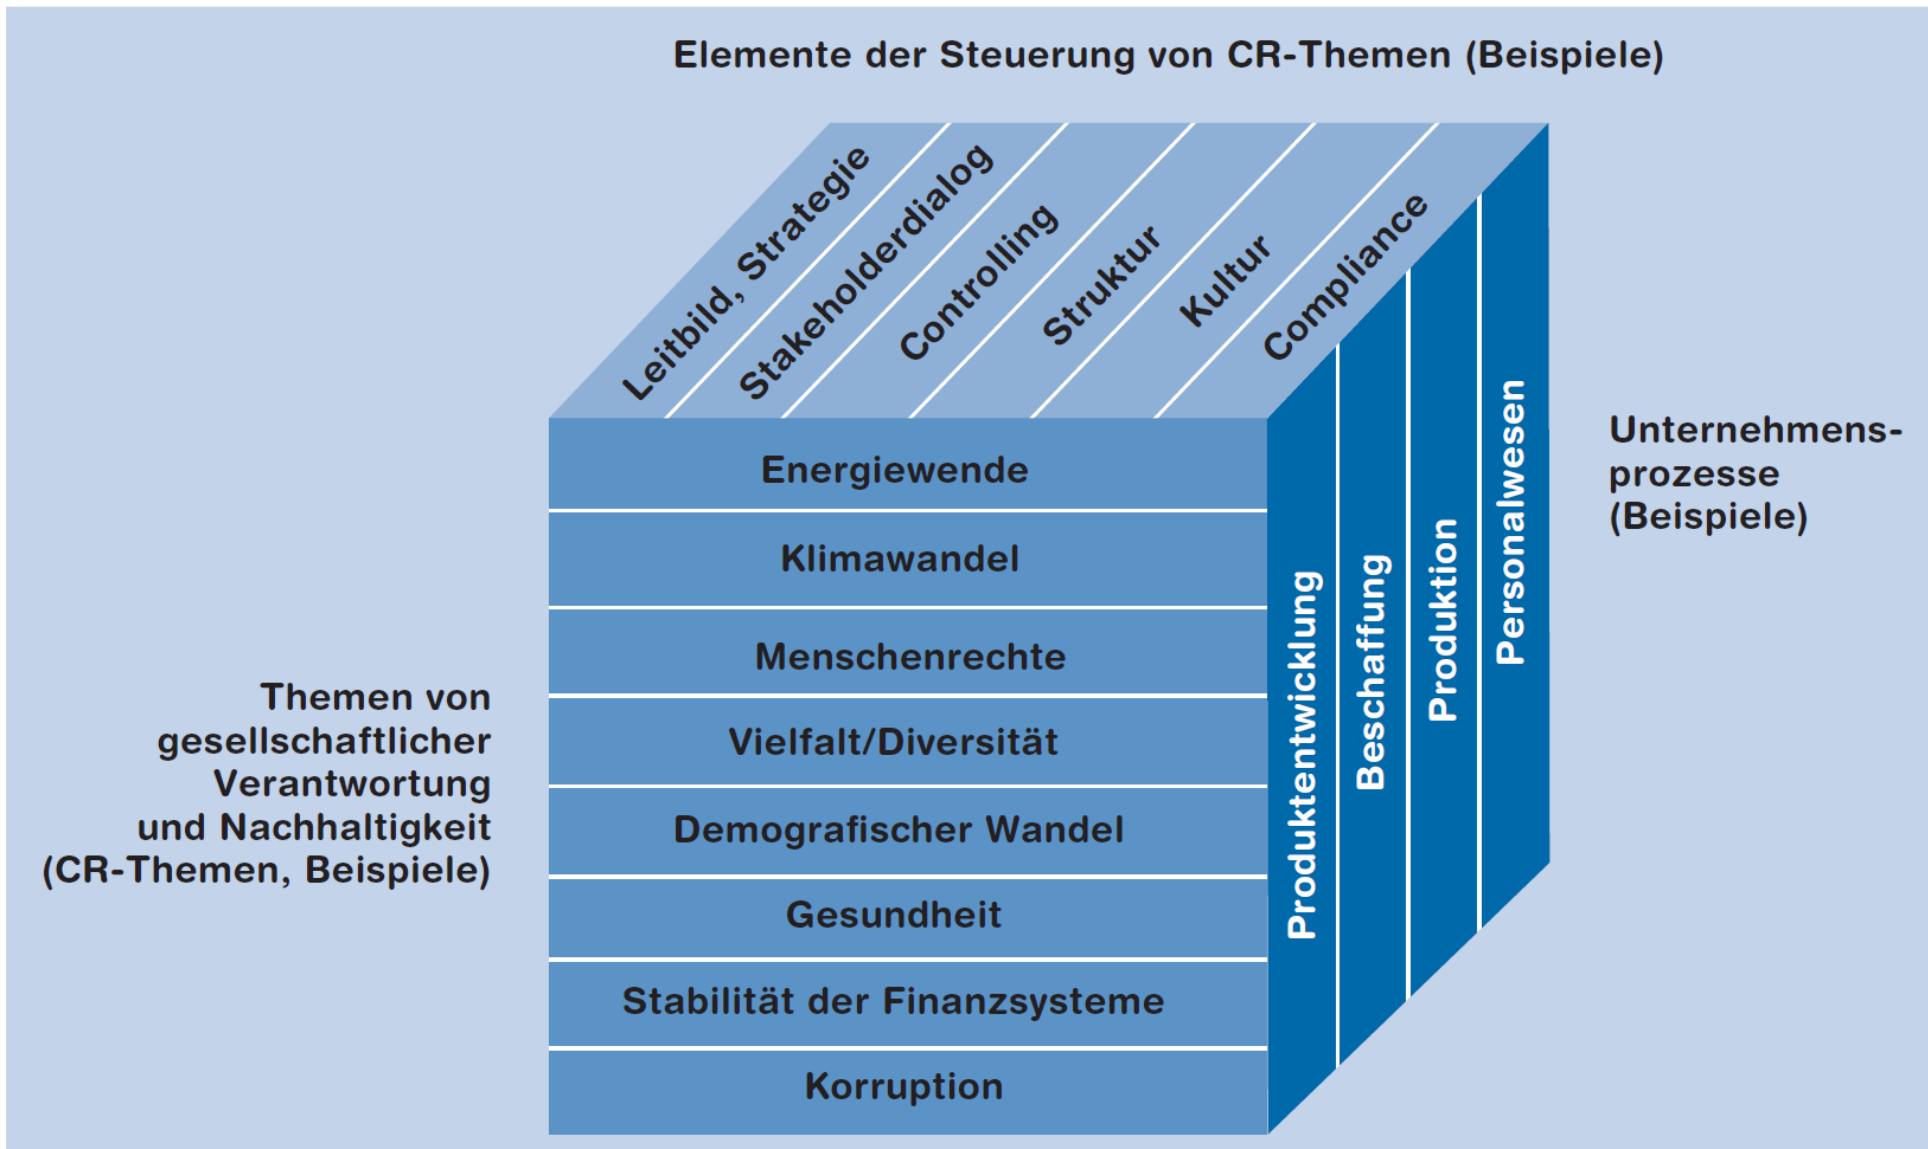 Elemente der Steuerung von CR-Themen (Beispiele)
Leitbild, Strategie
Stakeholderdialog
Controlling
Struktur
Kultur
Compliance
Energiewende
Klimawandel
Menschenrechte
Vielfalt/Diversität
Demografischer Wandel
Gesundheit
Stabilität der Finanzsysteme
Korruption
Produktentwicklung
Beschaffung
Produktion
Personalwesen
Unternehmens-
prozesse
(Beispiele)
Themen von
gesellschaftlicher
Verantwortung
und Nachhaltigkeit
(CR-Themen, Beispiele)